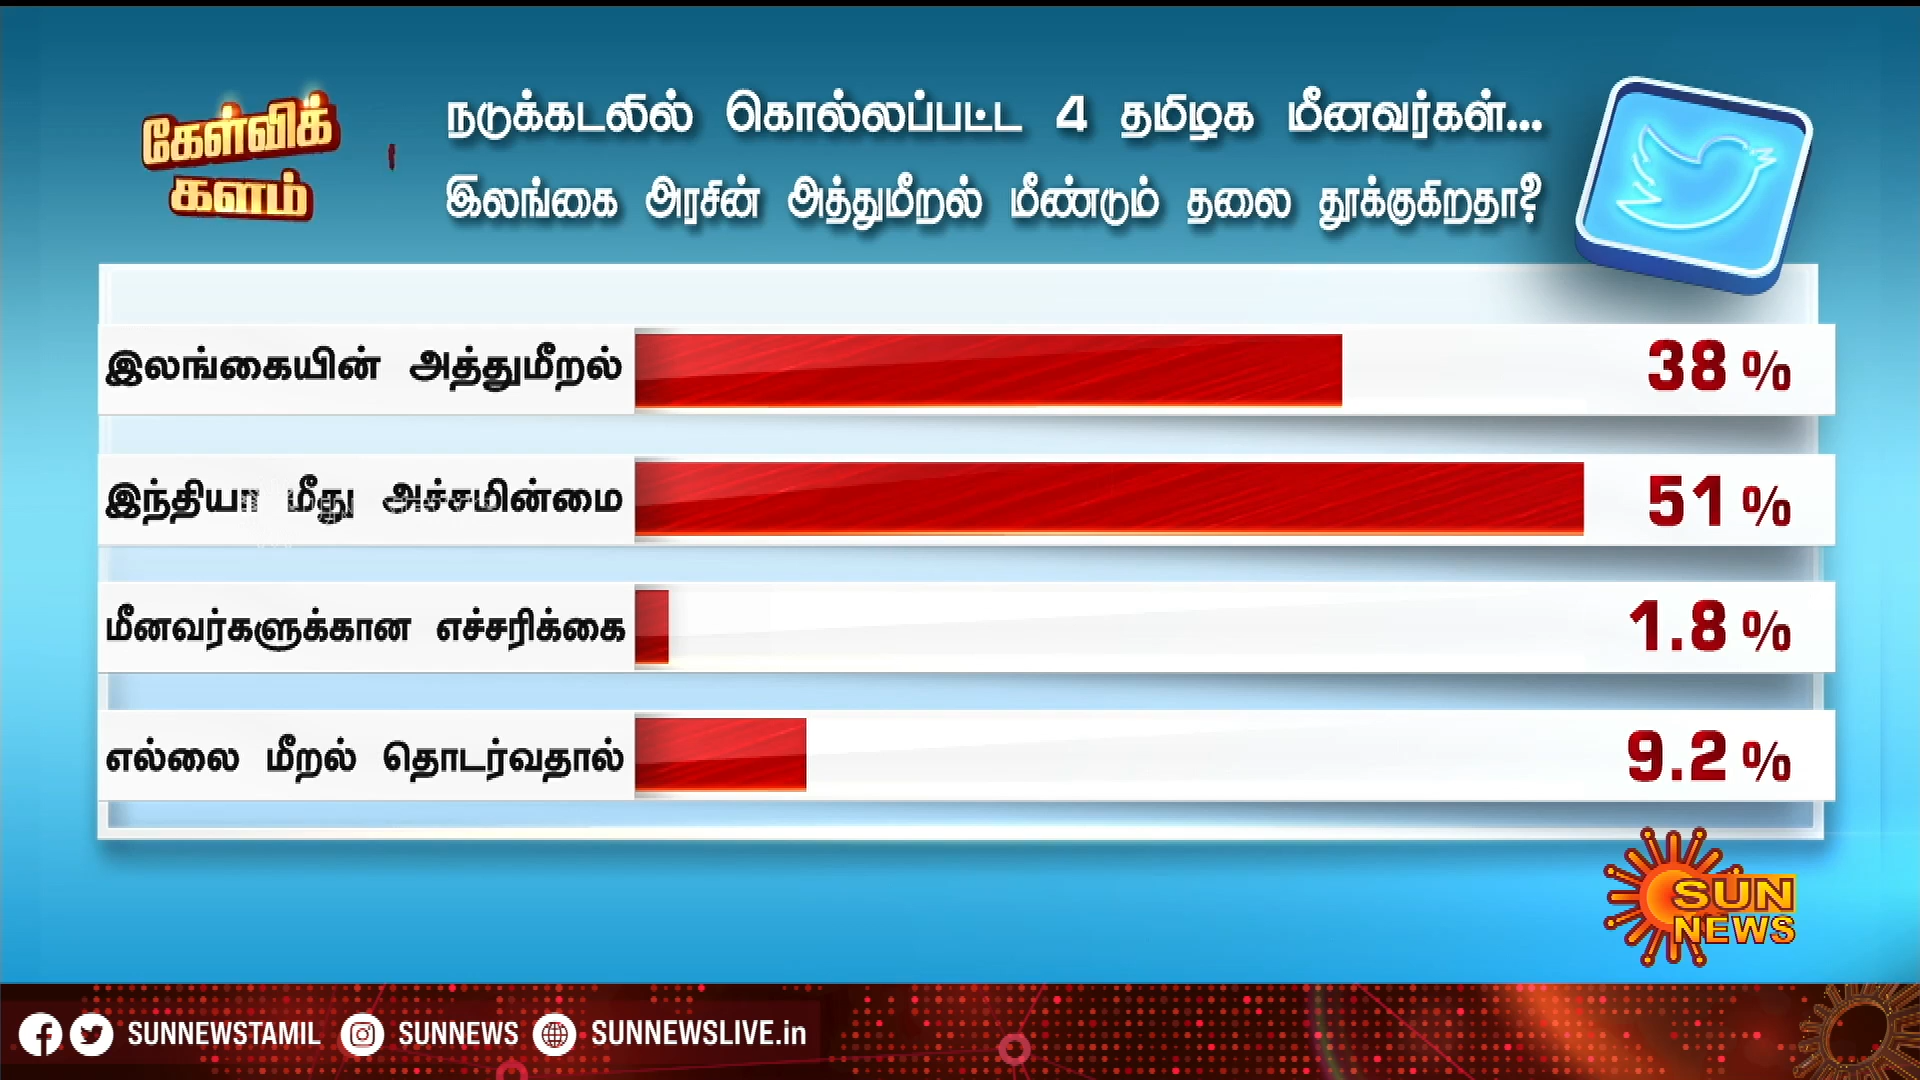 கேள்விக்
களம்
நடுக்கடலில் கொல்லப்பட்ட 4 தமிழக மீனவர்கள்...
இலங்கை அரசின் அத்துமீறல் மீண்டும் தலை தூக்குகிறதா?
இலங்கையின் அத்துமீறல் 38 %
இந்தியா மீது அச்சமின்மை 51 %
மீனவர்களுக்கான எச்சரிக்கை 1.8 %
எல்லை மீறல் தொடர்வதால் 9.2 %
SUN
NEWS
SUNNEWSTAMIL SUNNEWS SUNNEWSLIVE.in